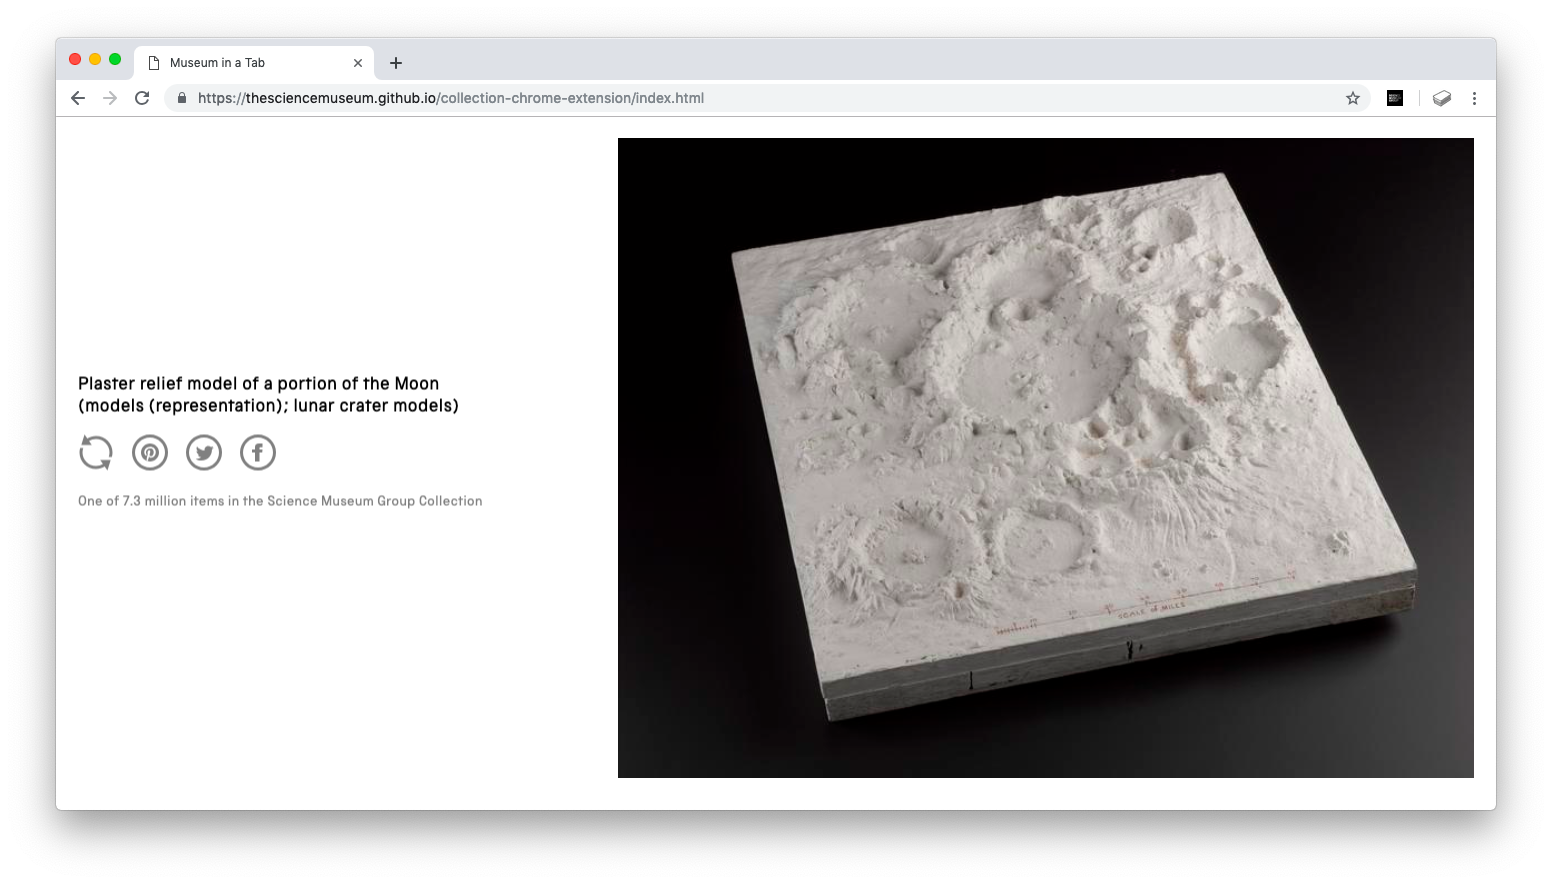 Museum in a Tab
https://thesciencemuseum.github.io/collection-chrome-extension/index.html
Plaster relief model of a portion of the Moon
(models (representation); lunar crater models)
One of 7.3 million items in the Science Museum Group Collection
SCALE of MILES